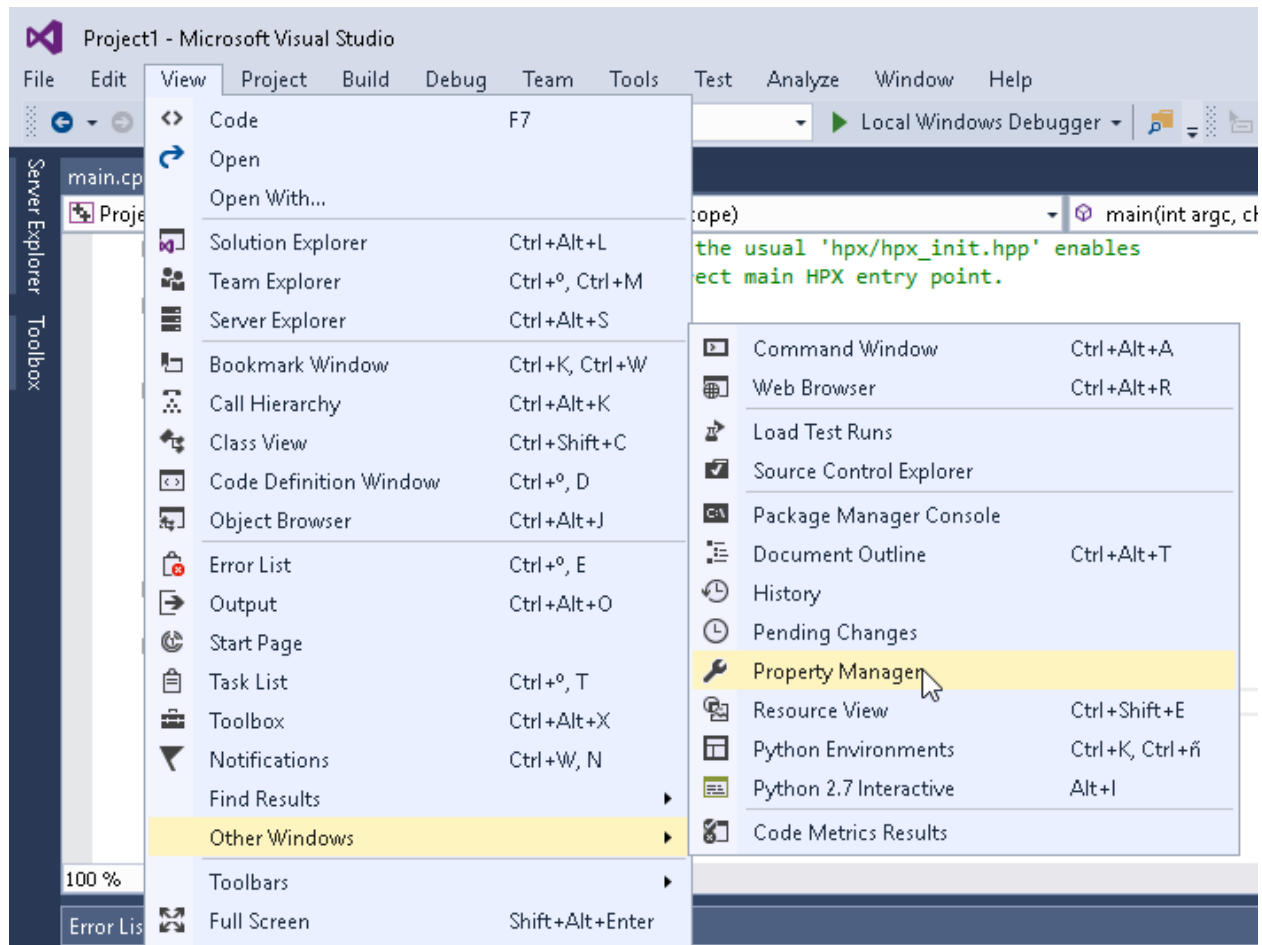 Project1 - Microsoft Visual Studio
File Edit View Project Build Debug Team Tools Test Analyze Window Help
Local Windows Debugger
Server Explorer
Toolbox
main.cp
Proje
cope)
main(int argc, ch
the usual 'hpx/hpx_init.hpp' enables
ect main HPX entry point.
Code F7
Open
Open With...
Solution Explorer Ctrl+Alt+L
Team Explorer Ctrl+º, Ctrl+M
Server Explorer Ctrl+Alt+S
Bookmark Window Ctrl+K, Ctrl+W
Call Hierarchy Ctrl+Alt+K
Class View Ctrl+Shift+C
Code Definition Window Ctrl+º, D
Object Browser Ctrl+Alt+J
Error List Ctrl+º, E
Output Ctrl+Alt+O
Start Page
Task List Ctrl+º, T
Toolbox Ctrl+Alt+X
Notifications Ctrl+W, N
Find Results
Other Windows
Toolbars
Full Screen Shift+Alt+Enter
Command Window Ctrl+Alt+A
Web Browser Ctrl+Alt+R
Load Test Runs
Source Control Explorer
Package Manager Console
Document Outline Ctrl+Alt+T
History
Pending Changes
Property Manager
Resource View Ctrl+Shift+E
Python Environments Ctrl+K, Ctrl+ñ
Python 2.7 Interactive Alt+I
Code Metrics Results
100 %
Error Lis